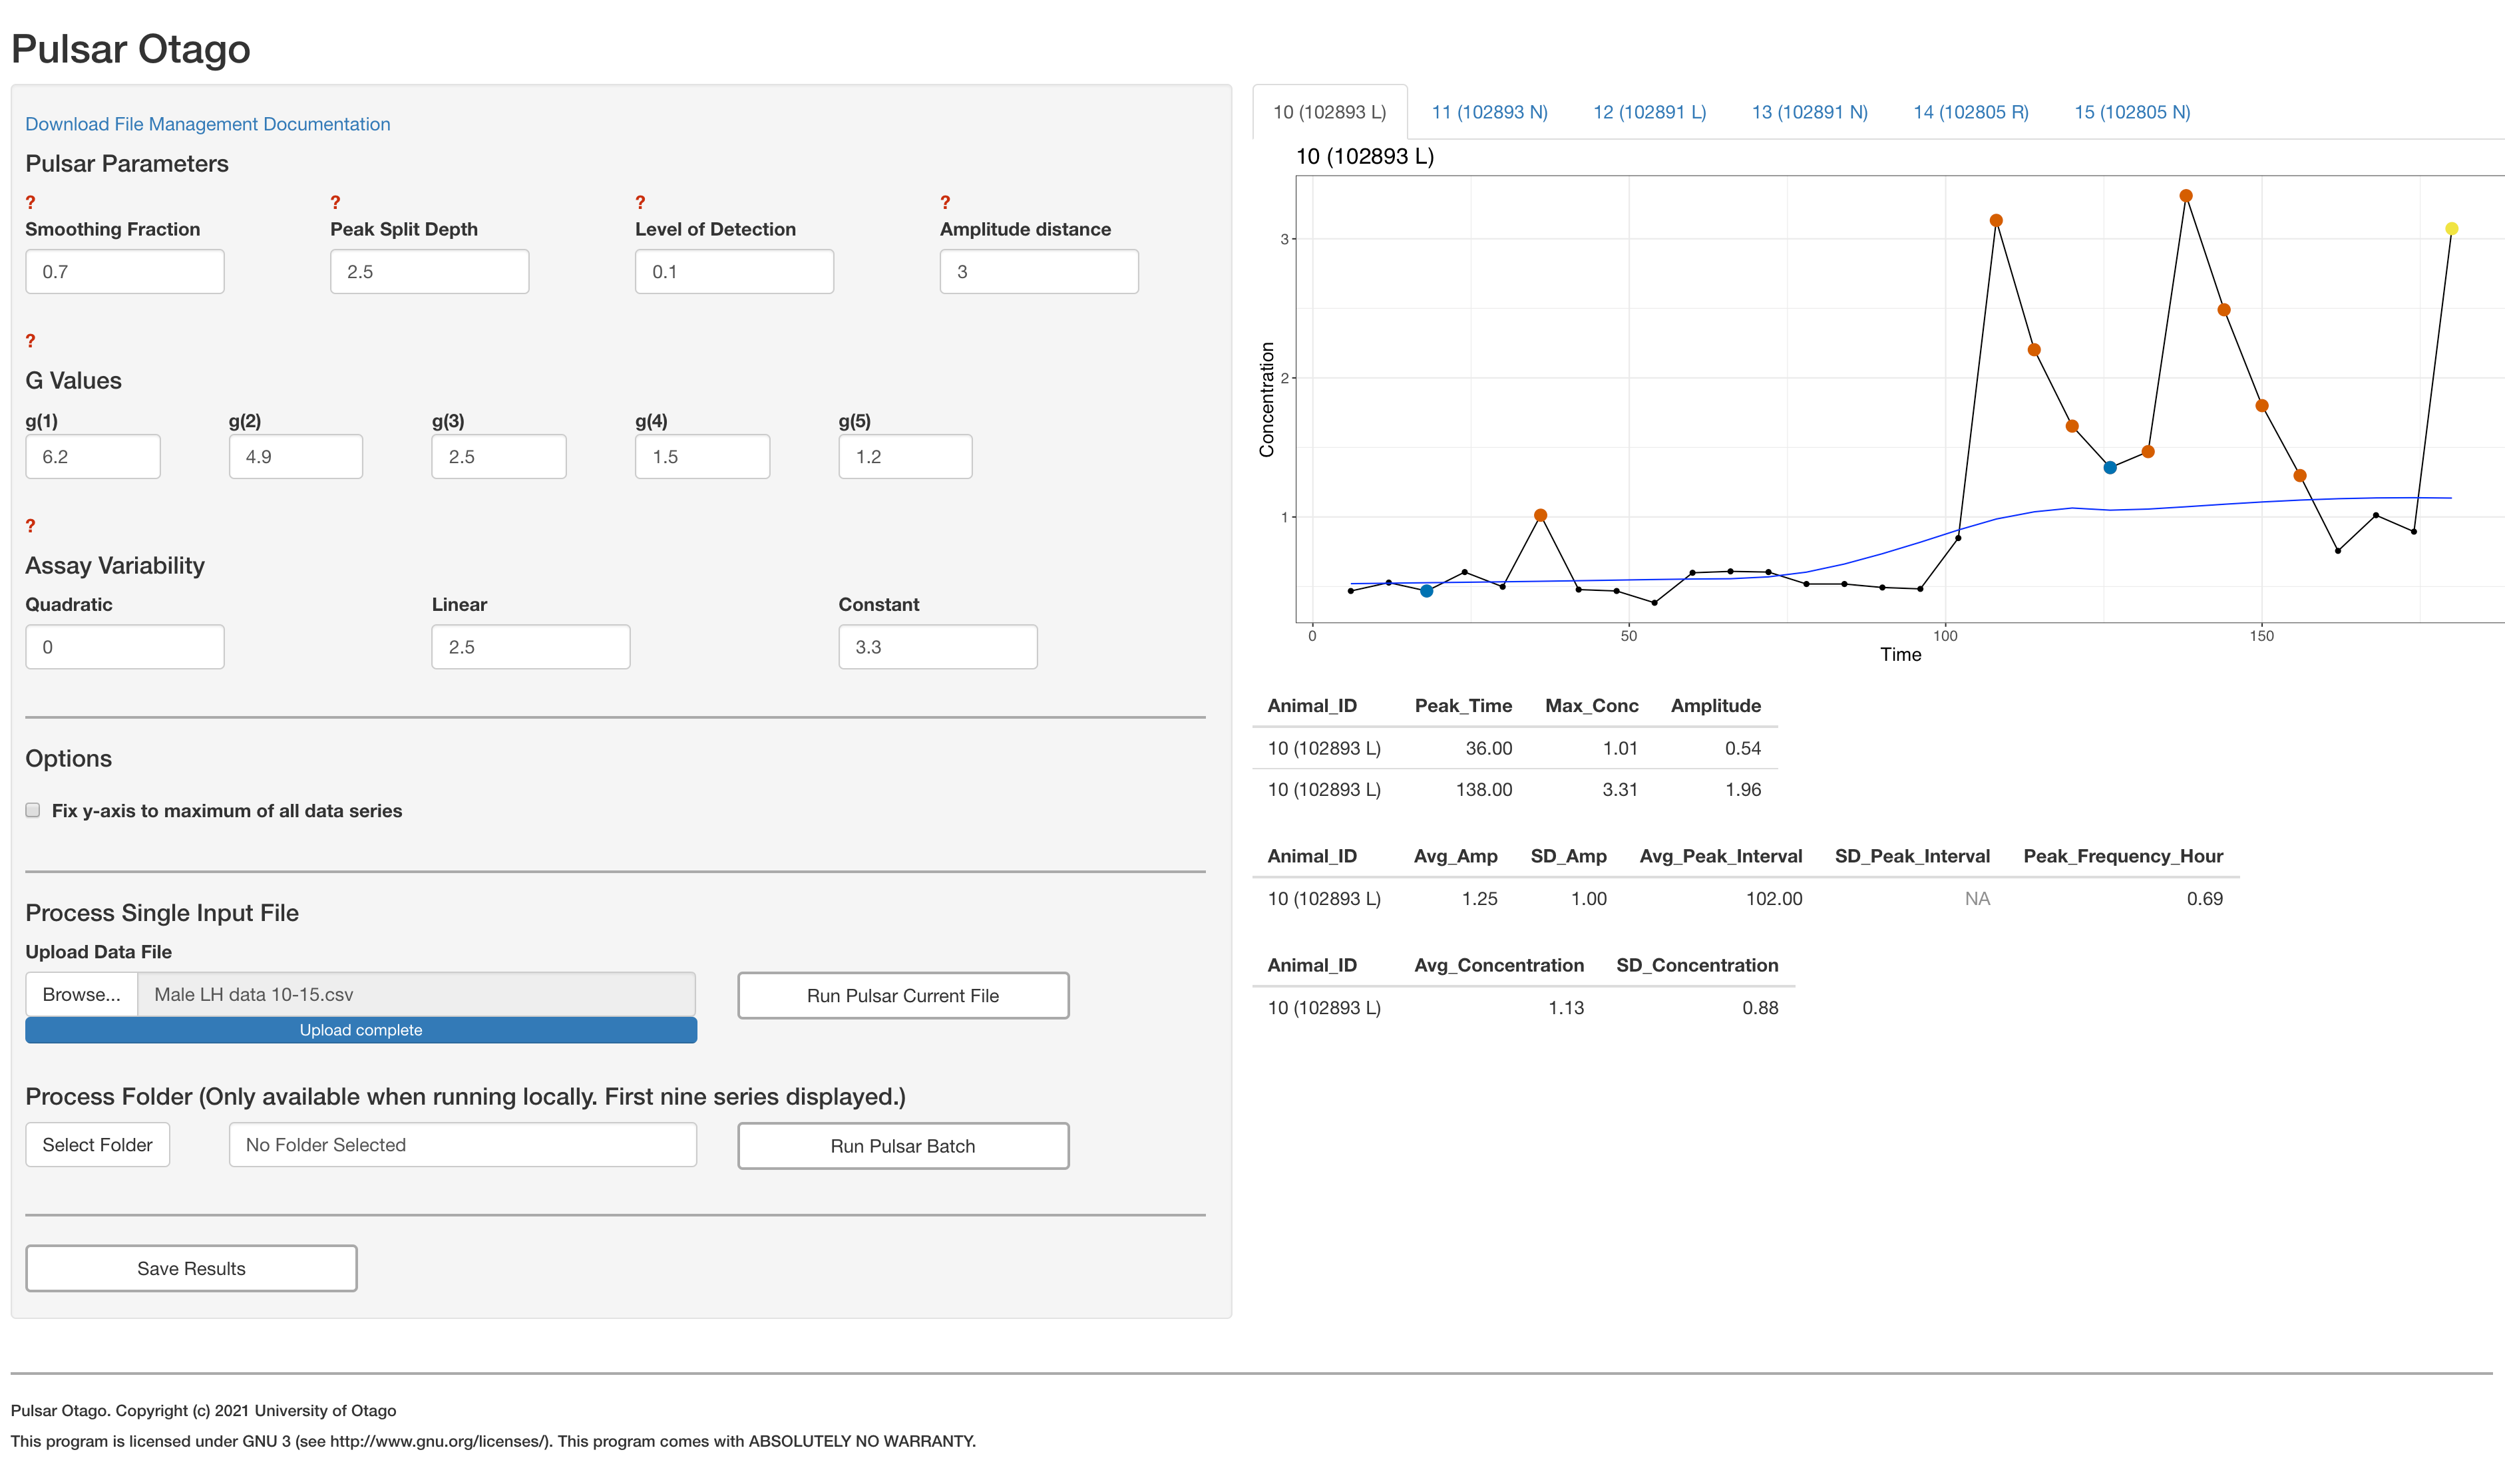 Pulsar Otago
Download File Management Documentation
Pulsar Parameters
? ? ? ?
Smoothing Fraction Peak Split Depth Level of Detection Amplitude distance
0.7 2.5 0.1 3
?
G Values
g(1) g(2) g(3) g(4) g(5)
6.2 4.9 2.5 1.5 1.2
?
Assay Variability
Quadratic Linear Constant
0 2.5 3.3
Options
Fix y-axis to maximum of all data series
Process Single Input File
Upload Data File
Browse... Male LH data 10-15.csv Run Pulsar Current File
Upload complete
Process Folder (Only available when running locally. First nine series displayed.)
Select Folder No Folder Selected Run Pulsar Batch
Save Results
10 (102893 L) 11 (102893 N) 12 (102891 L) 13 (102891 N) 14 (102805 R) 15 (102805 N)
10 (102893 L)
3
2
1
Concentration
0 50 100 150
Time
Animal_ID Peak_Time Max_Conc Amplitude
10 (102893 L) 36.00 1.01 0.54
10 (102893 L) 138.00 3.31 1.96
Animal_ID Avg_Amp SD_Amp Avg_Peak_Interval SD_Peak_Interval Peak_Frequency_Hour
10 (102893 L) 1.25 1.00 102.00 NA 0.69
Animal_ID Avg_Concentration SD_Concentration
10 (102893 L) 1.13 0.88
Pulsar Otago. Copyright (c) 2021 University of Otago
This program is licensed under GNU 3 (see http://www.gnu.org/licenses/). This program comes with ABSOLUTELY NO WARRANTY.